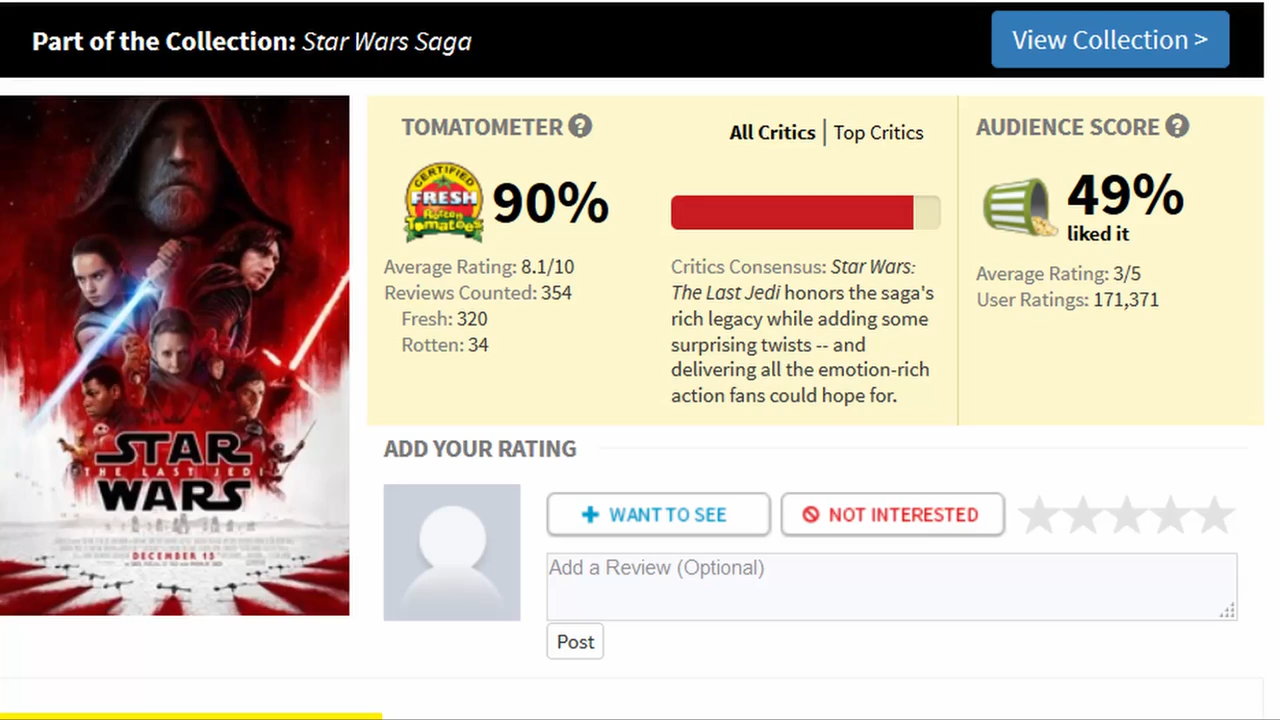 Part of the Collection: Star Wars Saga
View Collection >
TOMATOMETER ?
All Critics | Top Critics
CERTIFIED
FRESH
Rotten
Tomatoes
90%
Average Rating: 8.1/10
Reviews Counted: 354
Fresh: 320
Rotten: 34
Critics Consensus: Star Wars:
The Last Jedi honors the saga's
rich legacy while adding some
surprising twists -- and
delivering all the emotion-rich
action fans could hope for.
AUDIENCE SCORE ?
49%
liked it
Average Rating: 3/5
User Ratings: 171,371
STAR
THE LAST JEDI
WARS
DECEMBER 15
ADD YOUR RATING
+ WANT TO SEE
NOT INTERESTED
Add a Review (Optional)
Post